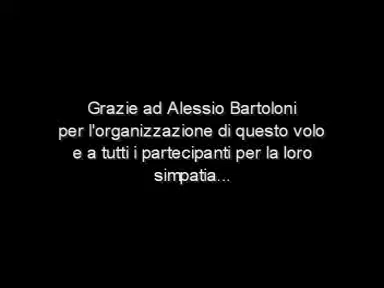 Grazie ad Alessio Bartoloni
per l'organizzazione di questo volo
e a tutti i partecipanti per la loro
simpatia...